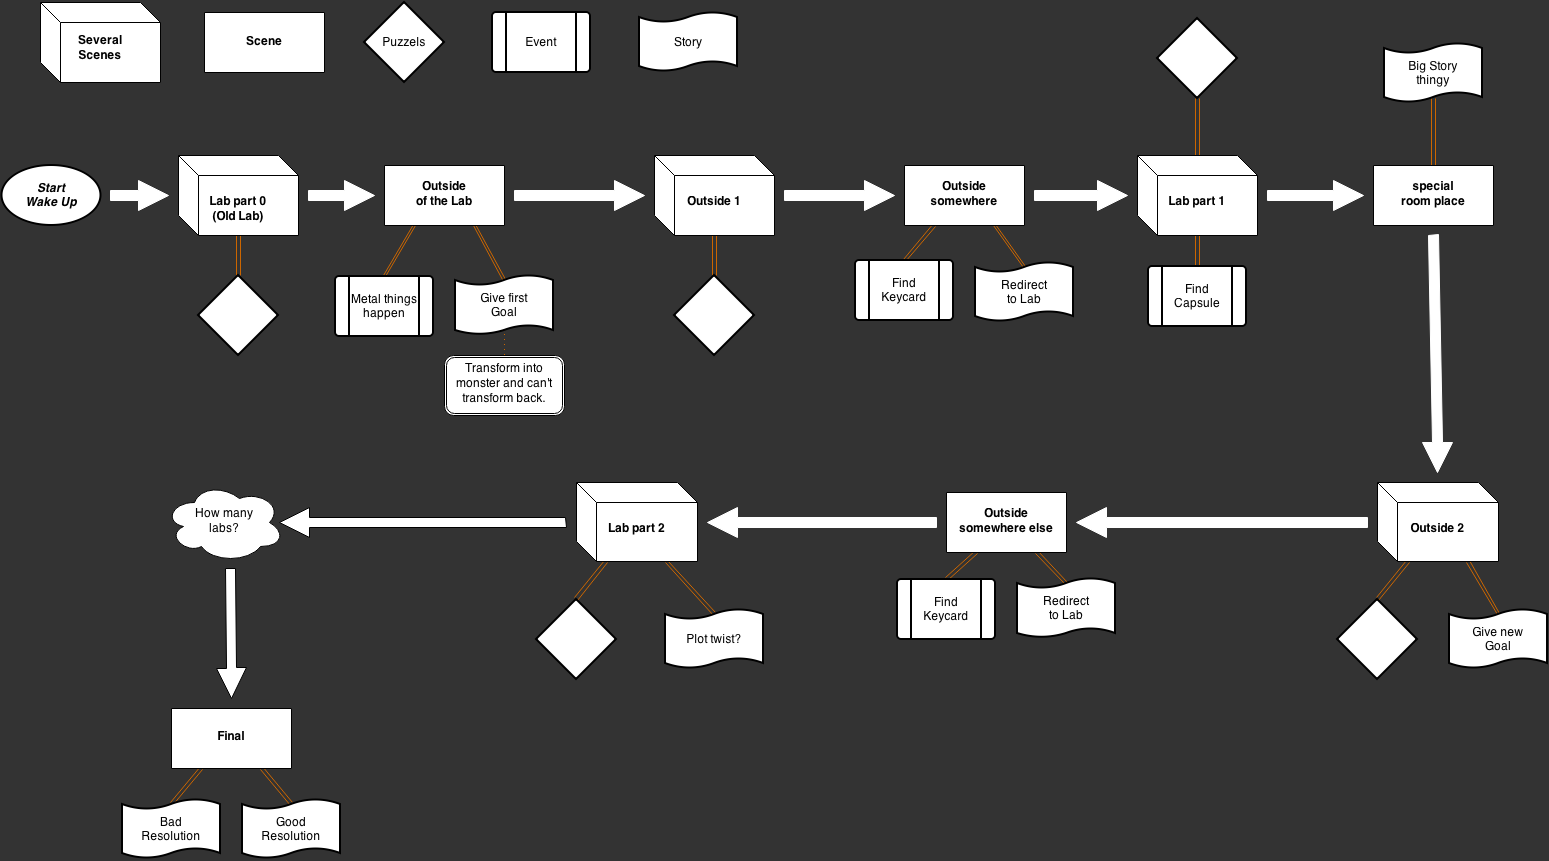 Several
Scenes
Scene
Puzzels
Event
Story
Big Story
thingy
Start
Wake Up
Lab part 0
(Old Lab)
Outside
of the Lab
Outside 1
Outside
somewhere
Lab part 1
special
room place
Metal things
happen
Give first
Goal
Find
Keycard
Redirect
to Lab
Find
Capsule
Transform into
monster and can't
transform back.
How many
labs?
Lab part 2
Outside
somewhere else
Outside 2
Plot twist?
Find
Keycard
Redirect
to Lab
Give new
Goal
Final
Bad
Resolution
Good
Resolution